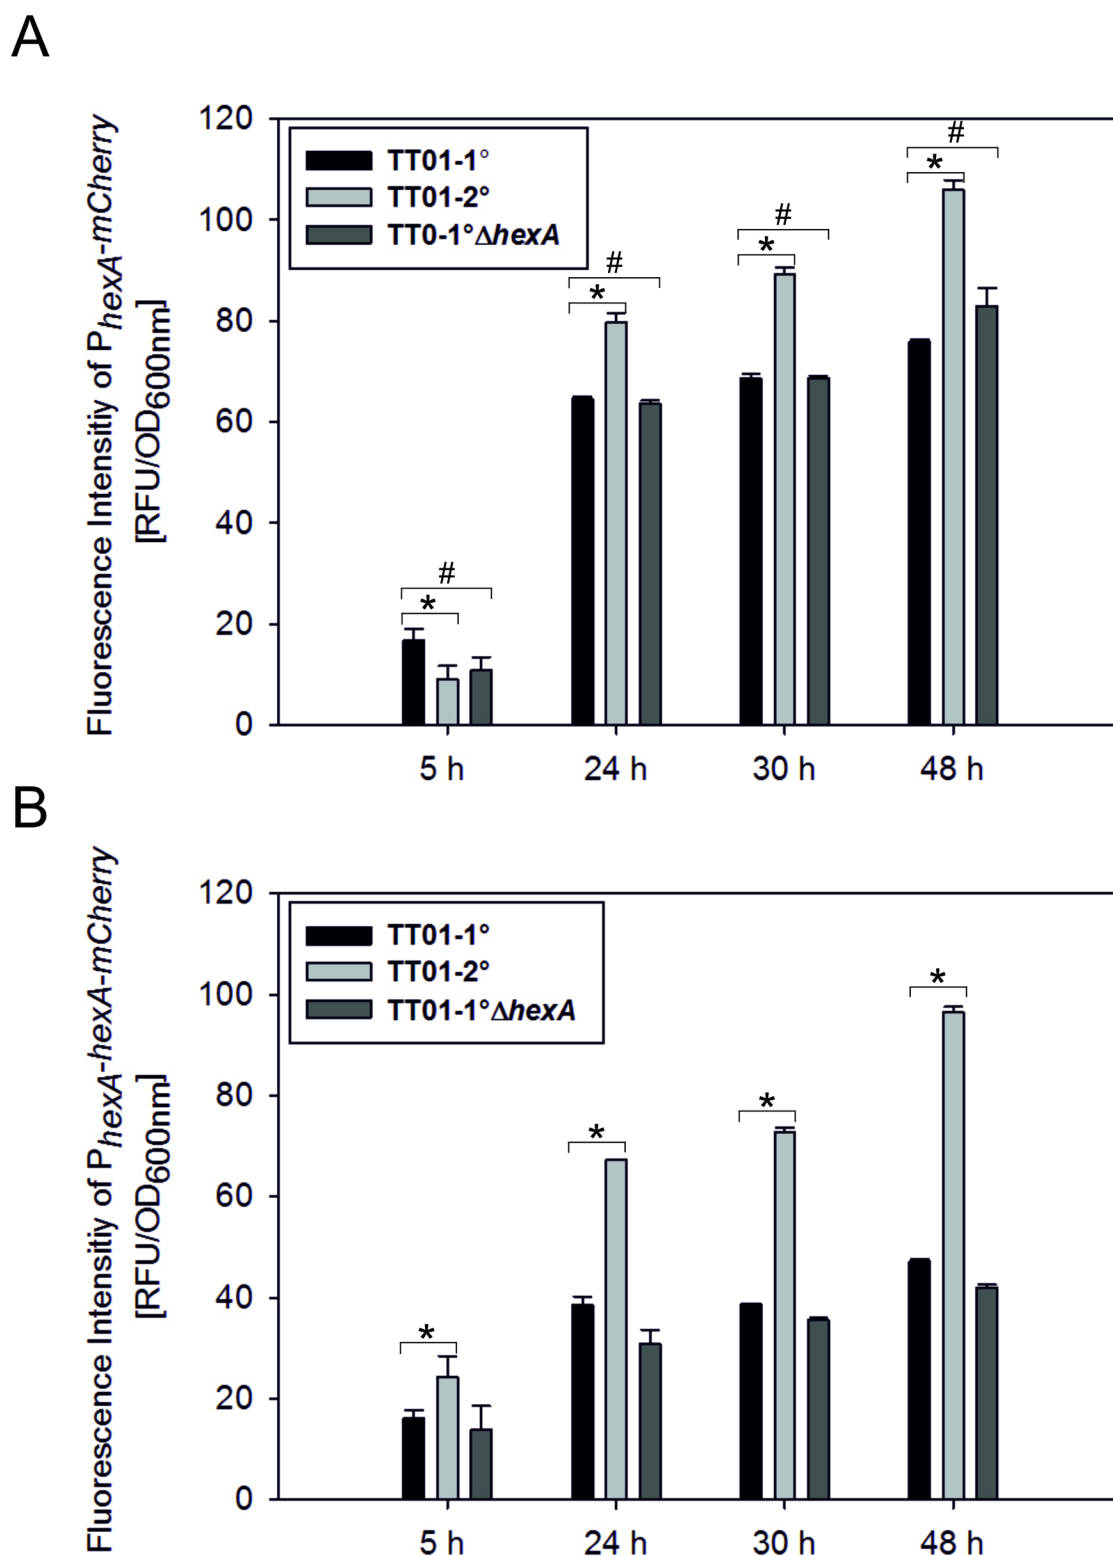 A
Fluorescence Intensitiy of PhexA-mCherry
[RFU/OD600nm]
120
100
80
60
40
20
0
TT01-1°
TT01-2°
TT0-1°ΔhexA
#
*
#
*
#
*
#
*
5 h
24 h
30 h
48 h
B
Fluorescence Intensitiy of PhexA-hexA-mCherry
[RFU/OD600nm]
120
100
80
60
40
20
0
TT01-1°
TT01-2°
TT01-1°ΔhexA
*
*
*
*
5 h
24 h
30 h
48 h